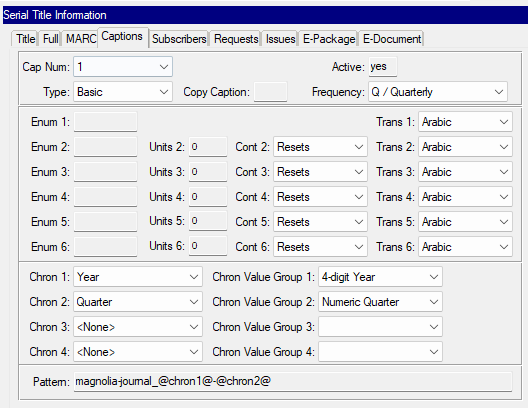 Serial Title Information
Title Full MARC Captions Subscribers Requests Issues E-Package E-Document
Cap Num: 1 Active: yes
Type: Basic Copy Caption: Frequency: Q / Quarterly
Enum 1: Trans 1: Arabic
Enum 2: Units 2: 0 Cont 2: Resets Trans 2: Arabic
Enum 3: Units 3: 0 Cont 3: Resets Trans 3: Arabic
Enum 4: Units 4: 0 Cont 4: Resets Trans 4: Arabic
Enum 5: Units 5: 0 Cont 5: Resets Trans 5: Arabic
Enum 6: Units 6: 0 Cont 6: Resets Trans 6: Arabic
Chron 1: Year Chron Value Group 1: 4-digit Year
Chron 2: Quarter Chron Value Group 2: Numeric Quarter
Chron 3: <None> Chron Value Group 3:
Chron 4: <None> Chron Value Group 4:
Pattern: magnolia-journal_@chron1@-@chron2@